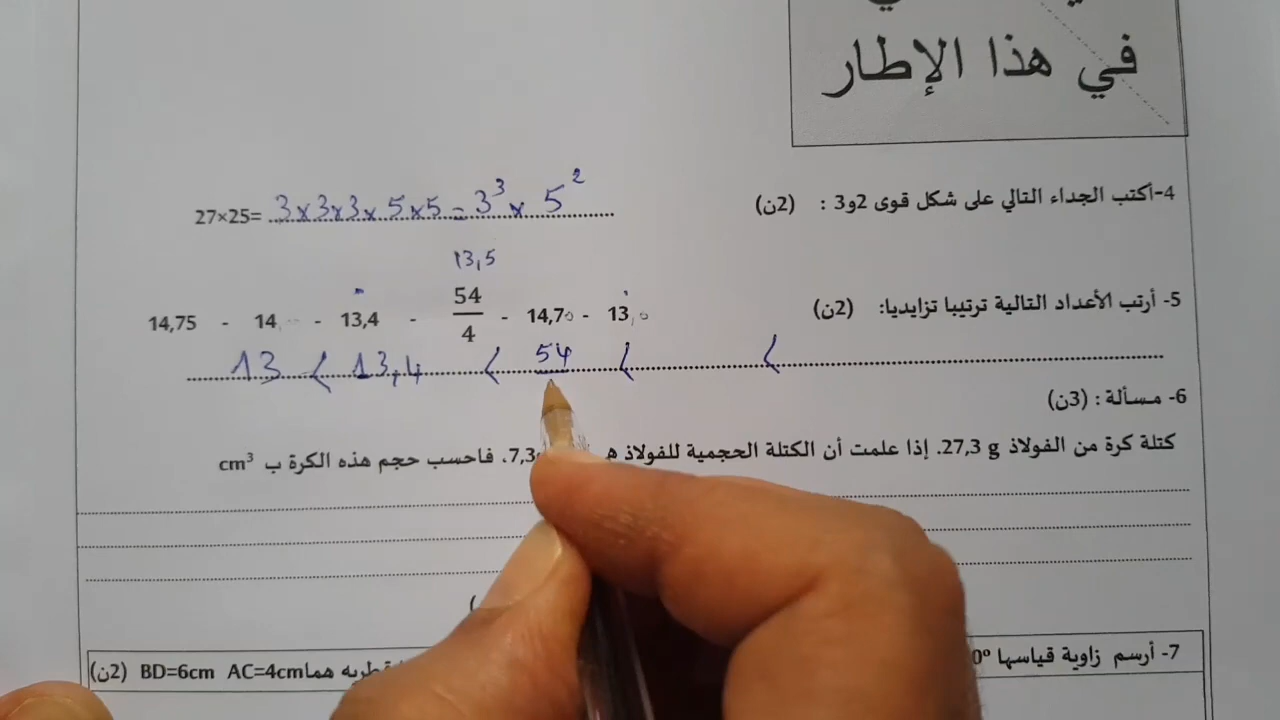 في هذا الإطار
4-أكتب الجداء التالي على شكل قوى 2و3 : (2ن)
27×25= 3×3×3×5×5=3³×5²
13,5
5- أرتب الأعداد التالية ترتيبا تزايديا: (2ن)
14,75 - 14 - 13,4 - 54/4 - 14,70 - 13,0
13 < 13,4 < 54 < <
6- مسألة : (3ن)
كتلة كرة من الفولاذ 27,3 g. إذا علمت أن الكتلة الحجمية للفولاذ 7,3. فاحسب حجم هذه الكرة ب cm³
7- أرسم زاوية قياسها
هما BD=6cm AC=4cm (2ن)